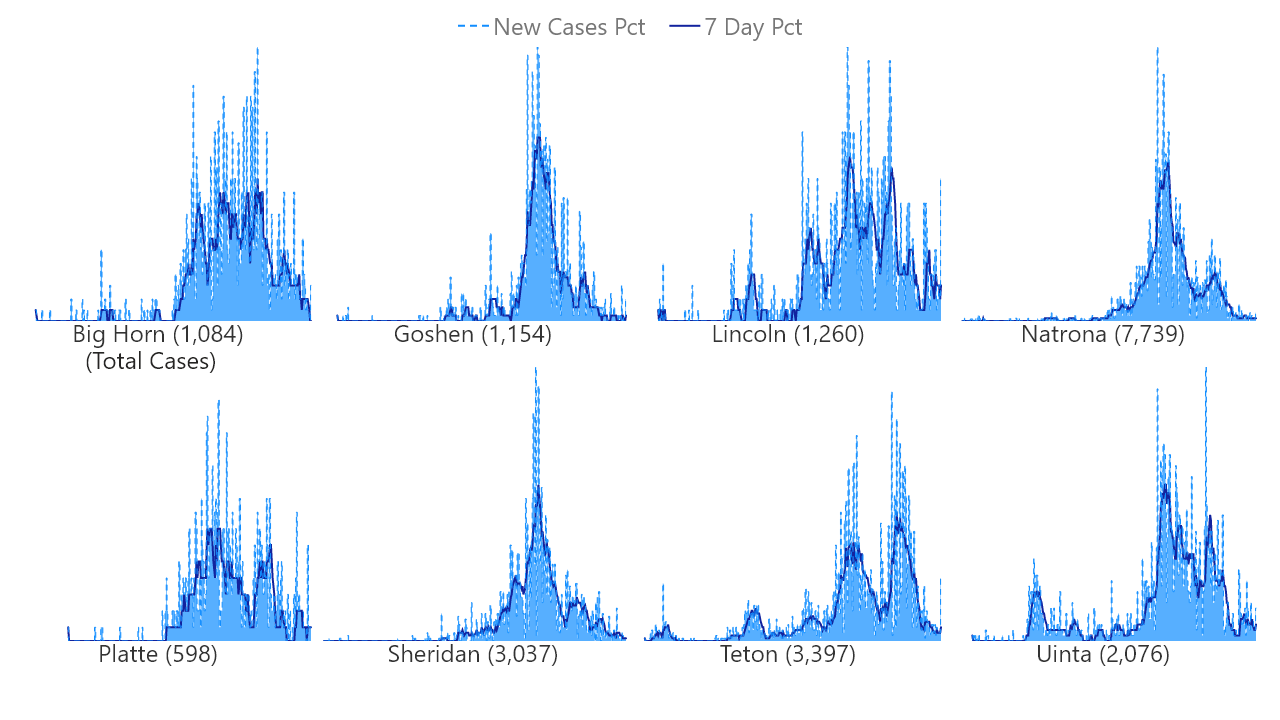 New Cases Pct 7 Day Pct
Big Horn (1,084) Goshen (1,154) Lincoln (1,260) Natrona (7,739)
(Total Cases)
Platte (598) Sheridan (3,037) Teton (3,397) Uinta (2,076)